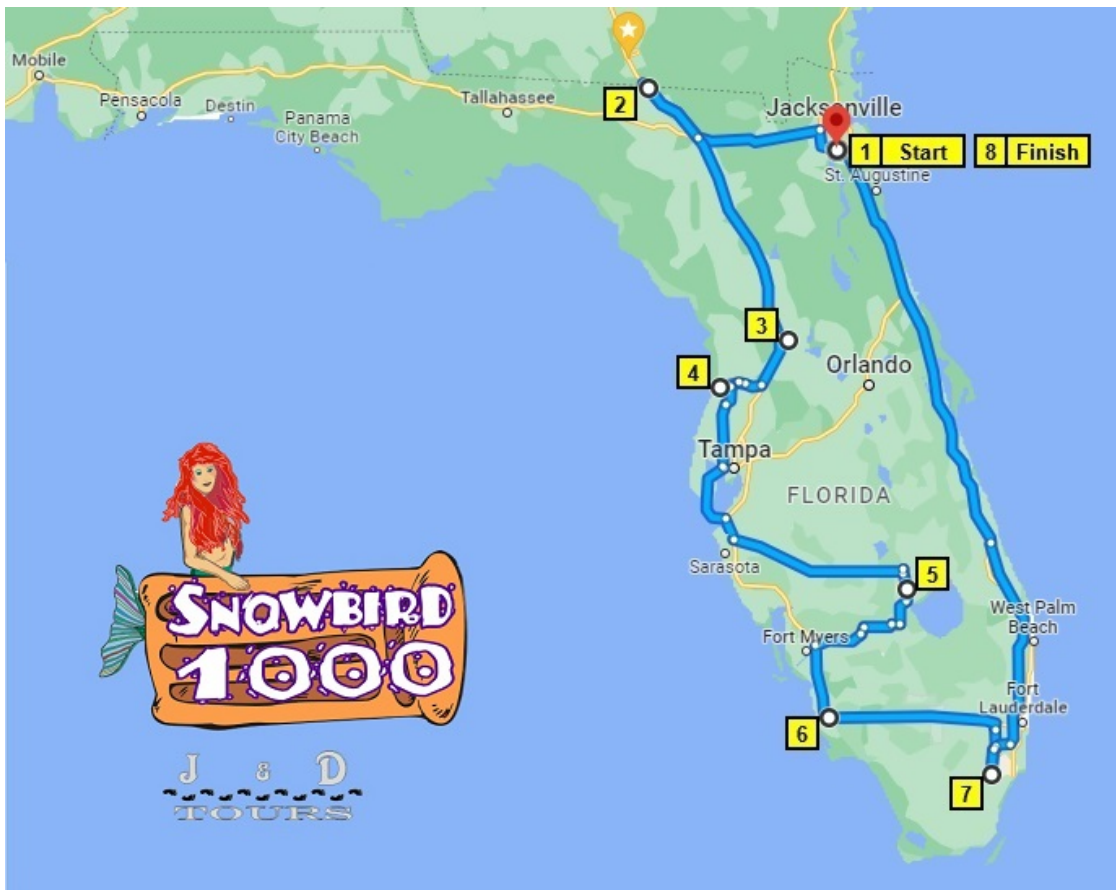 Mobile
Pensacola
Destin
Panama
City Beach
Tallahassee
2
Jacksonville
1 Start 8 Finish
St. Augustine
3
4
Orlando
Tampa
FLORIDA
Sarasota
5
West Palm
Beach
Fort Myers
Fort
Lauderdale
6
7
SNOWBIRD
1000
J & D
TOURS